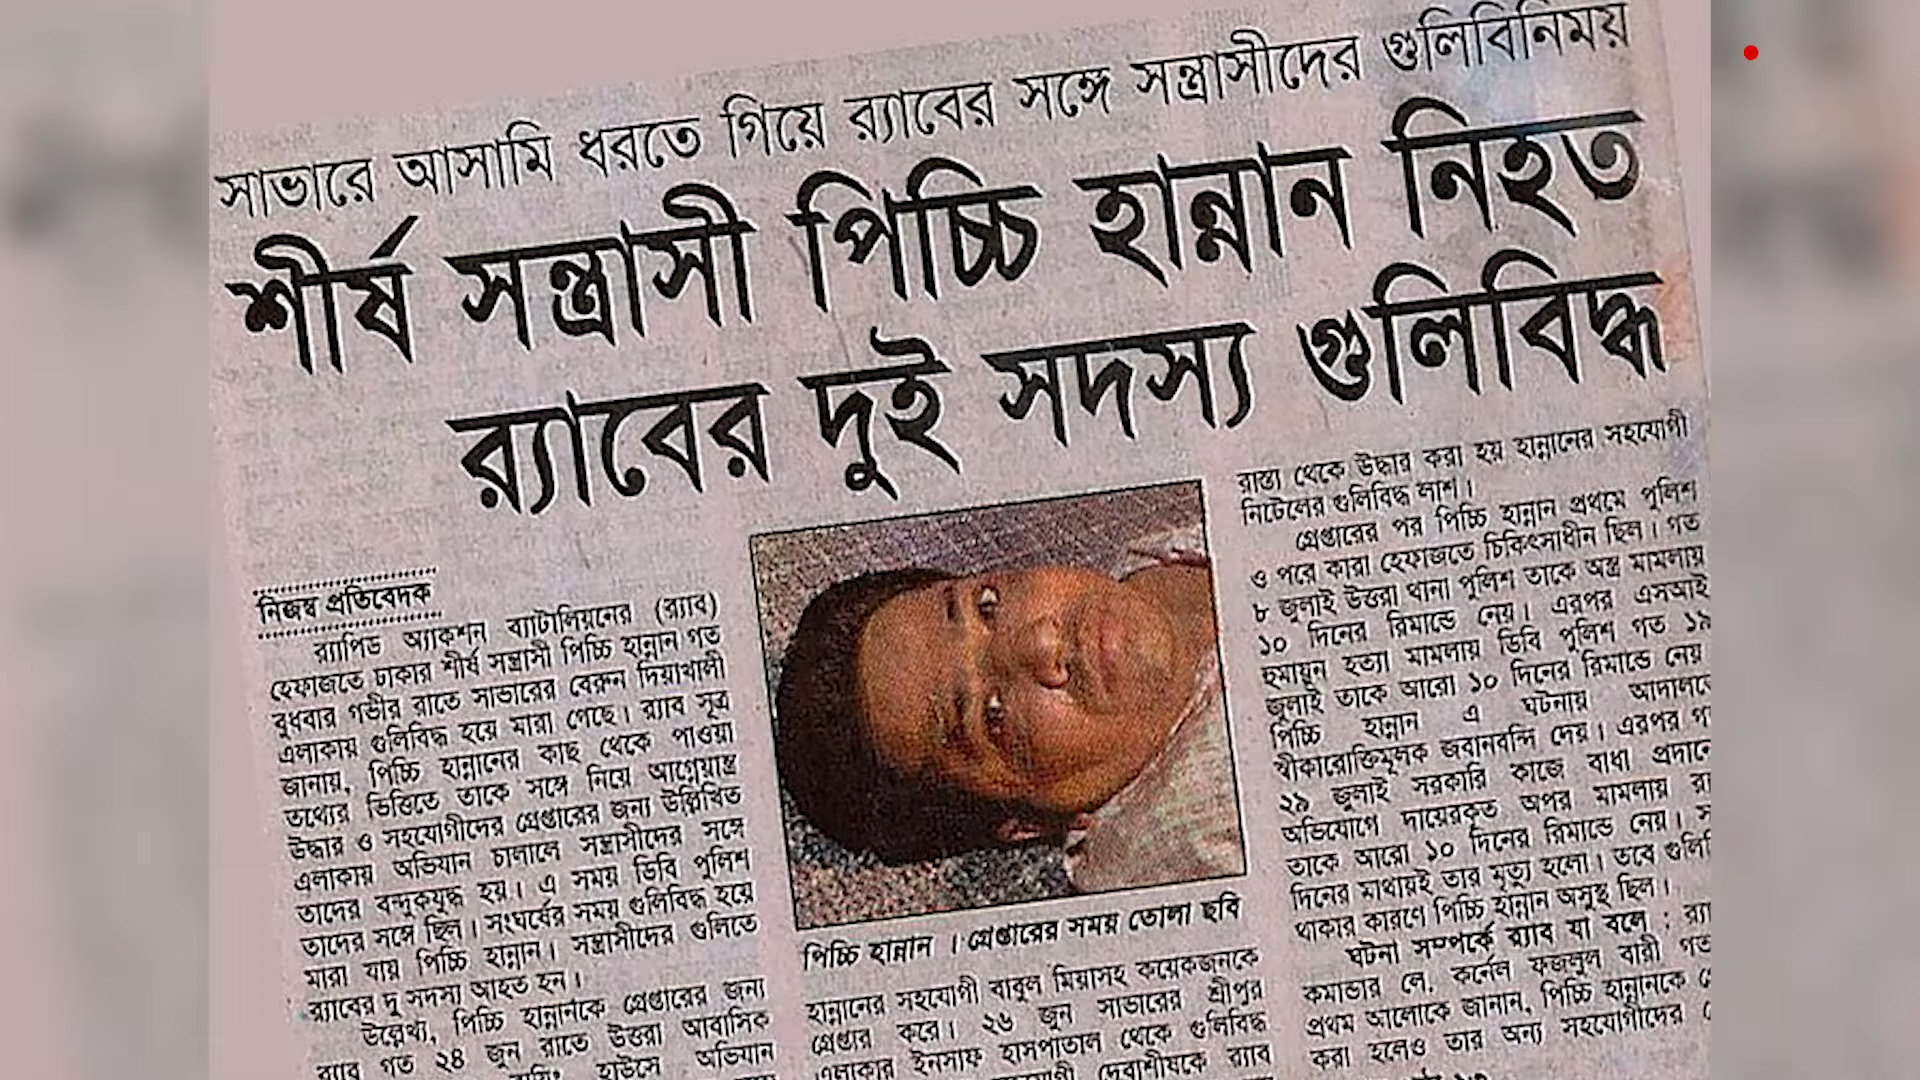 সাভারে আসামি ধরতে গিয়ে র‍্যাবের সঙ্গে সন্ত্রাসীদের গুলিবিনিময়
শীর্ষ সন্ত্রাসী পিচ্চি হান্নান নিহত
র‍্যাবের দুই সদস্য গুলিবিদ্ধ
নিজস্ব প্রতিবেদক
র‍্যাপিড অ্যাকশন ব্যাটালিয়নের (র‍্যাব)
হেফাজতে ঢাকার শীর্ষ সন্ত্রাসী পিচ্চি হান্নান গত
বুধবার গভীর রাতে সাভারের বেরুন দিয়াখালী
এলাকায় গুলিবিদ্ধ হয়ে মারা গেছে। র‍্যাব সূত্র
জানায়, পিচ্চি হান্নানের কাছ থেকে পাওয়া
তথ্যের ভিত্তিতে তাকে সঙ্গে নিয়ে আগ্নেয়াস্ত্র
উদ্ধার ও সহযোগীদের গ্রেপ্তারের জন্য উল্লিখিত
এলাকায় অভিযান চালালে সন্ত্রাসীদের সঙ্গে
তাদের বন্দুকযুদ্ধ হয়। এ সময় ডিবি পুলিশ
তাদের সঙ্গে ছিল। সংঘর্ষের সময় গুলিবিদ্ধ হয়ে
মারা যায় পিচ্চি হান্নান। সন্ত্রাসীদের গুলিতে
র‍্যাবের দু সদস্য আহত হন।
উল্লেখ্য, পিচ্চি হান্নানকে গ্রেপ্তারের জন্য
র‍্যাব গত ২৪ জুন রাতে উত্তরা আবাসিক
হাউসে অভিযান
পিচ্চি হান্নান । গ্রেপ্তারের সময় তোলা ছবি
হান্নানের সহযোগী বাবুল মিয়াসহ কয়েকজনকে
গ্রেপ্তার করে। ২৬ জুন সাভারের শ্রীপুর
এলাকার ইনসাফ হাসপাতাল থেকে গুলিবিদ্ধ
দেবাশীষকে র‍্যাব
রাস্তা থেকে উদ্ধার করা হয় হান্নানের সহযোগী
নিটেলের গুলিবিদ্ধ লাশ।
গ্রেপ্তারের পর পিচ্চি হান্নান প্রথমে পুলিশ
ও পরে কারা হেফাজতে চিকিৎসাধীন ছিল। গত
৮ জুলাই উত্তরা থানা পুলিশ তাকে অস্ত্র মামলায়
১০ দিনের রিমান্ডে নেয়। এরপর এসআই
হুমায়ুন হত্যা মামলায় ডিবি পুলিশ গত ১৯
জুলাই তাকে আরো ১০ দিনের রিমান্ডে নেয়
পিচ্চি হান্নান এ ঘটনায় আদালতে
স্বীকারোক্তিমূলক জবানবন্দি দেয়। এরপর গ
২৯ জুলাই সরকারি কাজে বাধা প্রদানে
অভিযোগে দায়েরকৃত অপর মামলায় র‍্যা
তাকে আরো ১০ দিনের রিমান্ডে নেয়। স
দিনের মাথায়ই তার মৃত্যু হলো। তবে গুলি
থাকার কারণে পিচ্চি হান্নান অসুস্থ ছিল।
ঘটনা সম্পর্কে র‍্যাব যা বলে : র‍্যা
কমান্ডার লে. কর্নেল ফজলুল বারী গত
প্রথম আলোকে জানান, পিচ্চি হান্নানকে গ্রে
করা হলেও তার অন্য সহযোগীদের